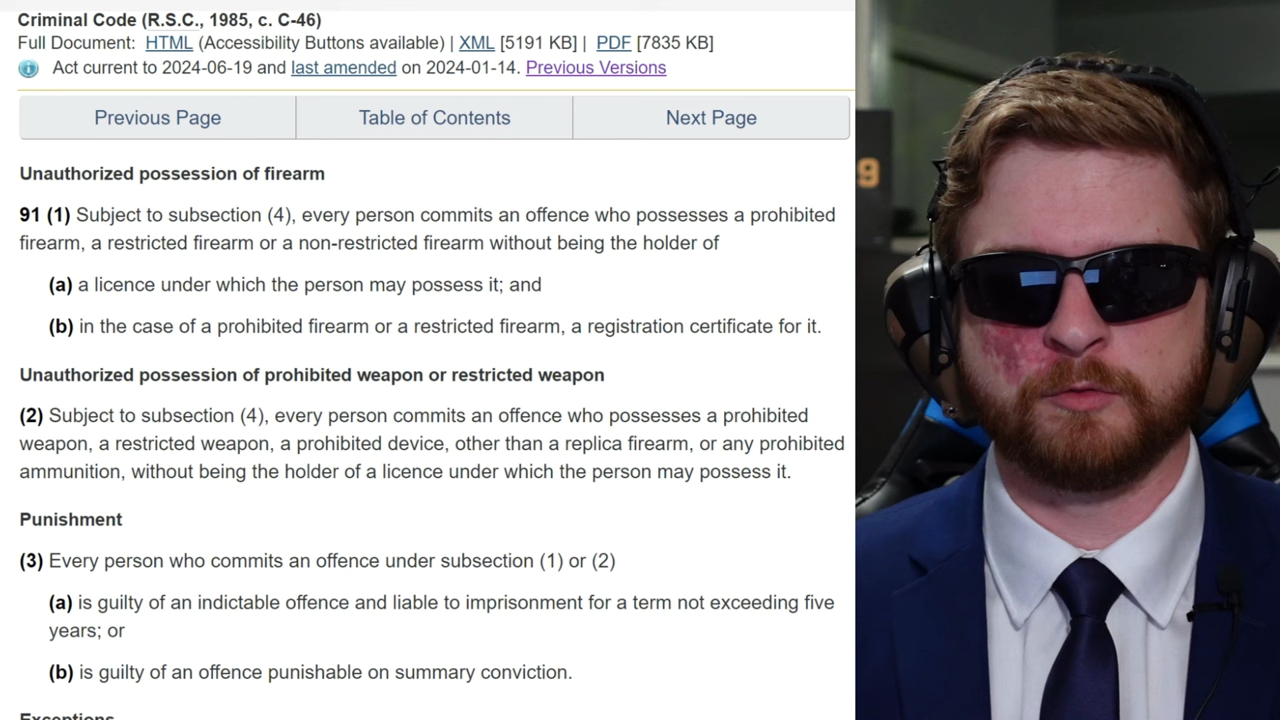 Criminal Code (R.S.C., 1985, c. C-46)
Full Document: HTML (Accessibility Buttons available) | XML [5191 KB] | PDF [7835 KB]
Act current to 2024-06-19 and last amended on 2024-01-14. Previous Versions
Previous Page Table of Contents Next Page
Unauthorized possession of firearm
91 (1) Subject to subsection (4), every person commits an offence who possesses a prohibited
firearm, a restricted firearm or a non-restricted firearm without being the holder of
(a) a licence under which the person may possess it; and
(b) in the case of a prohibited firearm or a restricted firearm, a registration certificate for it.
Unauthorized possession of prohibited weapon or restricted weapon
(2) Subject to subsection (4), every person commits an offence who possesses a prohibited
weapon, a restricted weapon, a prohibited device, other than a replica firearm, or any prohibited
ammunition, without being the holder of a licence under which the person may possess it.
Punishment
(3) Every person who commits an offence under subsection (1) or (2)
(a) is guilty of an indictable offence and liable to imprisonment for a term not exceeding five
years; or
(b) is guilty of an offence punishable on summary conviction.
Exceptions
9